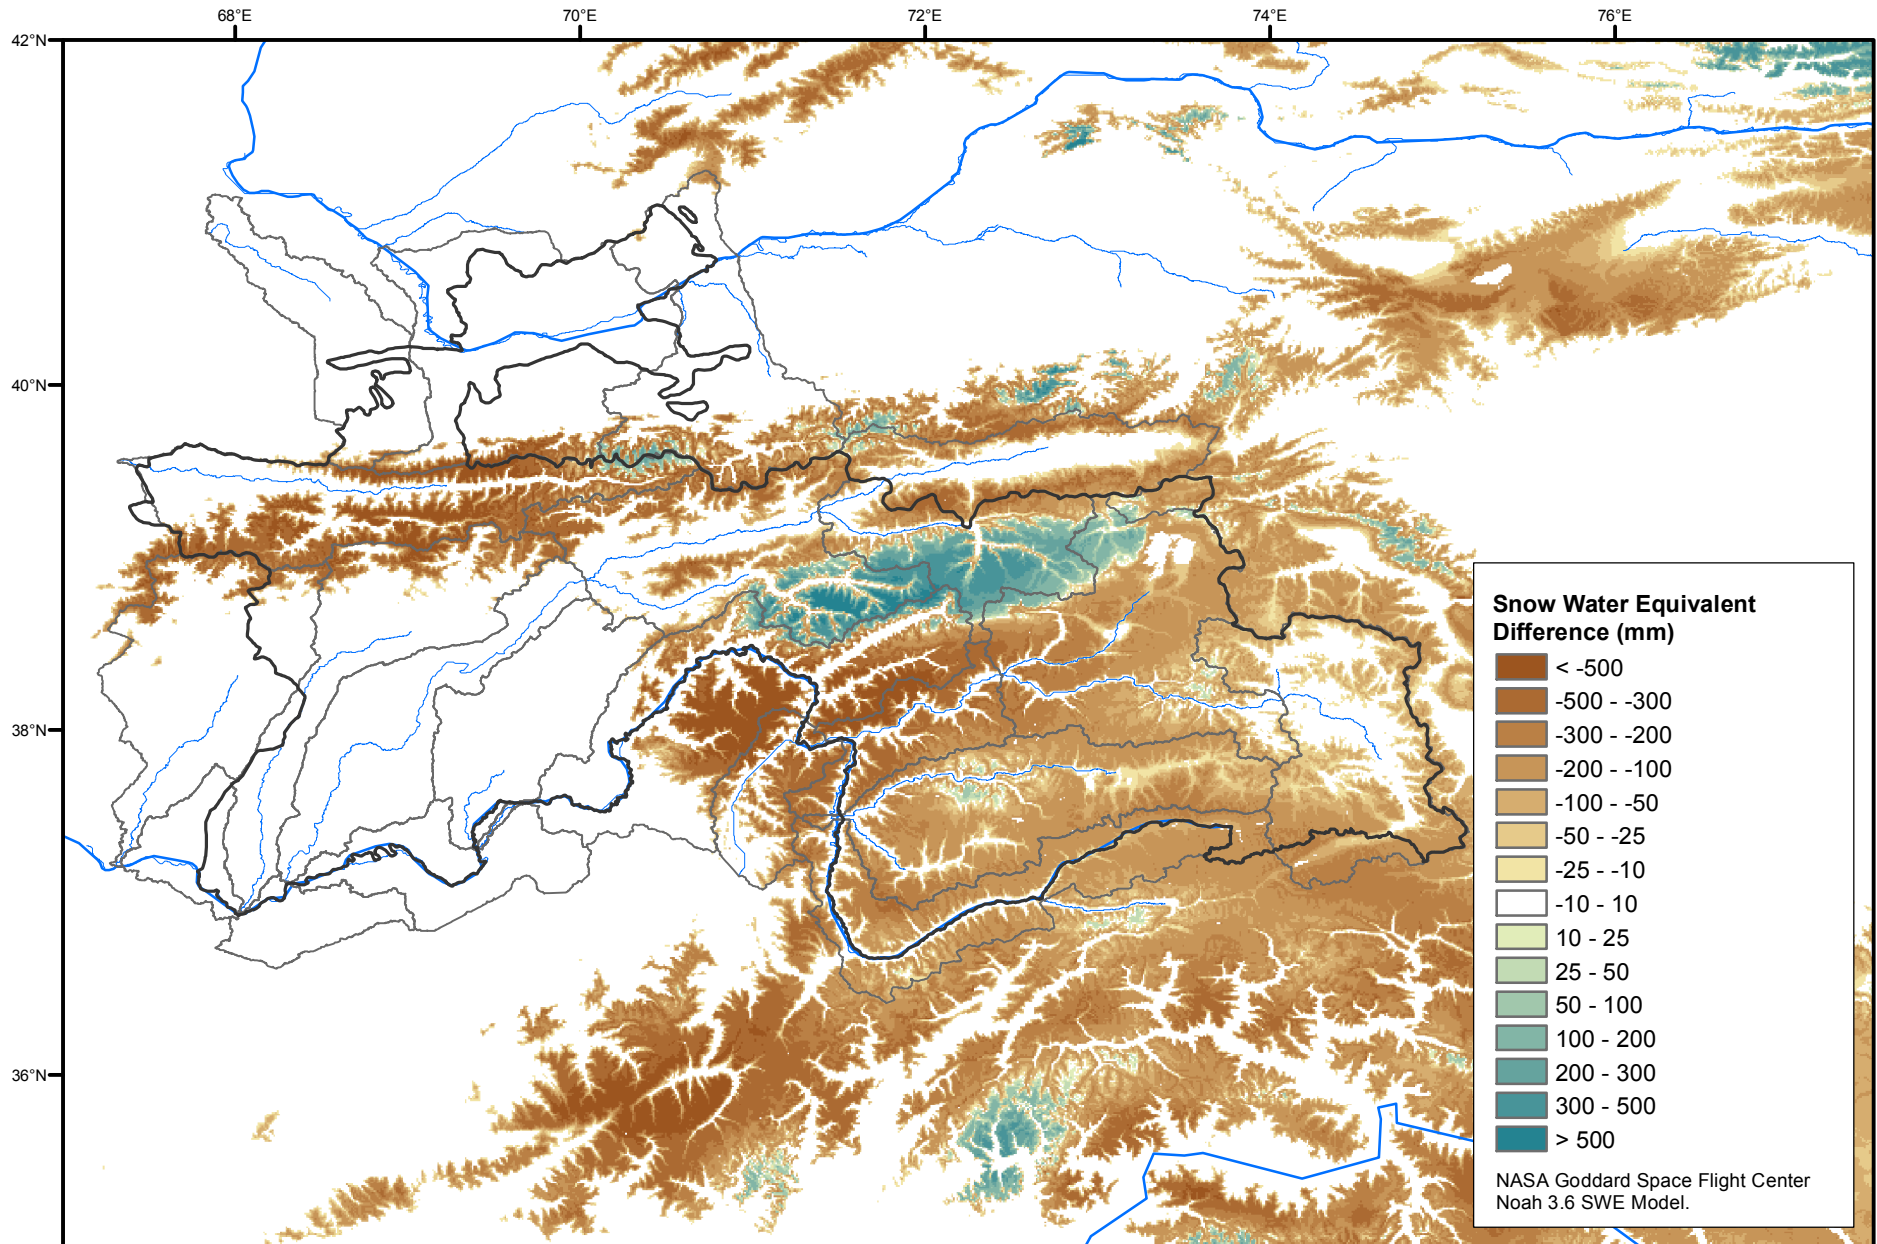 68°E
70°E
72°E
74°E
76°E
42°N
40°N
38°N
36°N
Snow Water Equivalent
Difference (mm)
< -500
-500 - -300
-300 - -200
-200 - -100
-100 - -50
-50 - -25
-25 - -10
-10 - 10
10 - 25
25 - 50
50 - 100
100 - 200
200 - 300
300 - 500
> 500
NASA Goddard Space Flight Center
Noah 3.6 SWE Model.